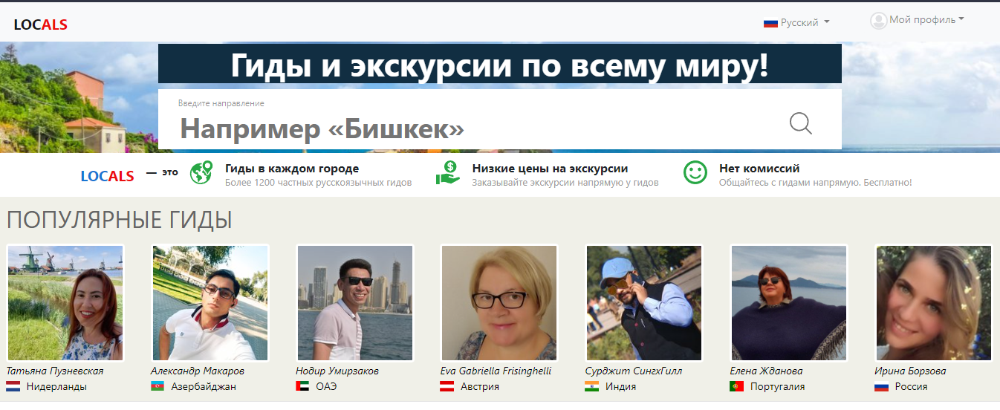 LOCALS
Русский
Мой профиль
Гиды и экскурсии по всему миру!
Введите направление
Например «Бишкек»
LOCALS — это
Гиды в каждом городе
Более 1200 частных русскоязычных гидов
Низкие цены на экскурсии
Заказывайте экскурсии напрямую у гидов
Нет комиссий
Общайтесь с гидами напрямую. Бесплатно!
ПОПУЛЯРНЫЕ ГИДЫ
Татьяна Пузневская
Нидерланды
Александр Макаров
Азербайджан
Нодир Умирзаков
ОАЭ
Eva Gabriella Frisinghelli
Австрия
Сурджит СингхГилл
Индия
Елена Жданова
Португалия
Ирина Борзова
Россия